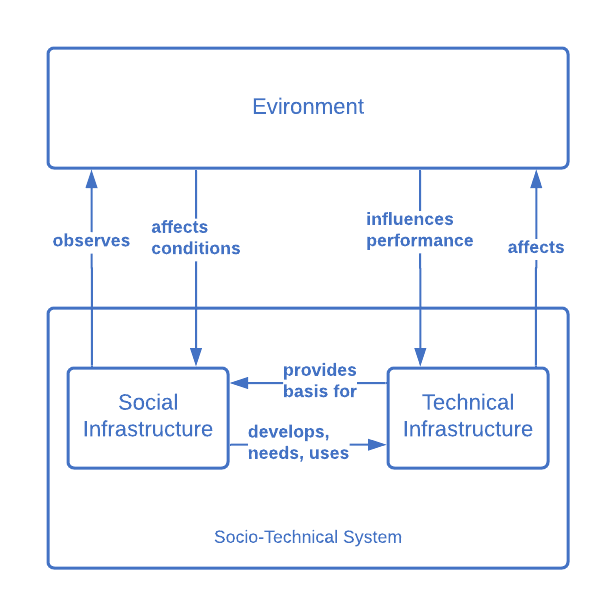 Evironment
observes
affects
conditions
influences
performance
affects
provides
basis for
Social
Infrastructure
Technical
Infrastructure
develops,
needs, uses
Socio-Technical System